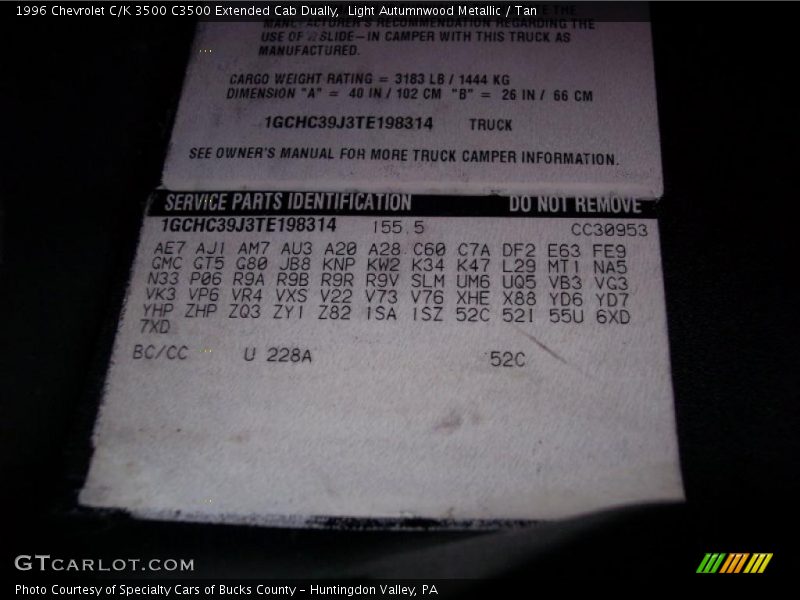 1996 Chevrolet C/K 3500 C3500 Extended Cab Dually, Light Autumnwood Metallic / Tan
THE
MANUFACTURER'S RECOMMENDATION REGARDING THE
USE OF A SLIDE-IN CAMPER WITH THIS TRUCK AS
MANUFACTURED.
CARGO WEIGHT RATING = 3183 LB / 1444 KG
DIMENSION "A" = 40 IN / 102 CM "B" = 26 IN / 66 CM
1GCHC39J3TE198314 TRUCK
SEE OWNER'S MANUAL FOR MORE TRUCK CAMPER INFORMATION.
SERVICE PARTS IDENTIFICATION DO NOT REMOVE
1GCHC39J3TE198314 155.5 CC30953
AE7 AJ1 AM7 AU3 A20 A28 C60 C7A DF2 E63 FE9
GMC GT5 G80 JB8 KNP KW2 K34 K47 L29 MT1 NA5
N33 P06 R9A R9B R9R R9V SLM UM6 UQ5 VB3 VG3
VK3 VP6 VR4 VXS V22 V73 V76 XHE X88 YD6 YD7
YHP ZHP ZQ3 ZY1 Z82 1SA 1SZ 52C 52I 55U 6XD
7XD
BC/CC U 228A 52C
GTCARLOT.COM
Photo Courtesy of Specialty Cars of Bucks County - Huntingdon Valley, PA